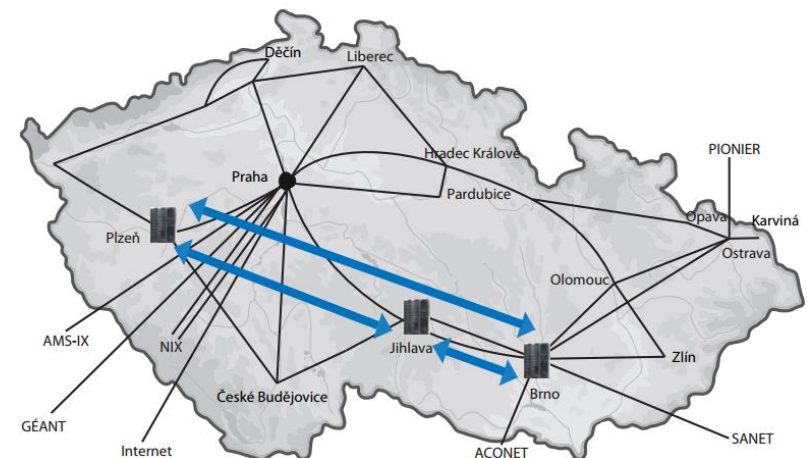 Děčín
Liberec
Hradec Králové
PIONIER
Praha
Pardubice
Opava
Karviná
Plzeň
Ostrava
Olomouc
AMS-IX
NIX
Jihlava
Zlín
České Budějovice
Brno
GÉANT
Internet
ACONET
SANET